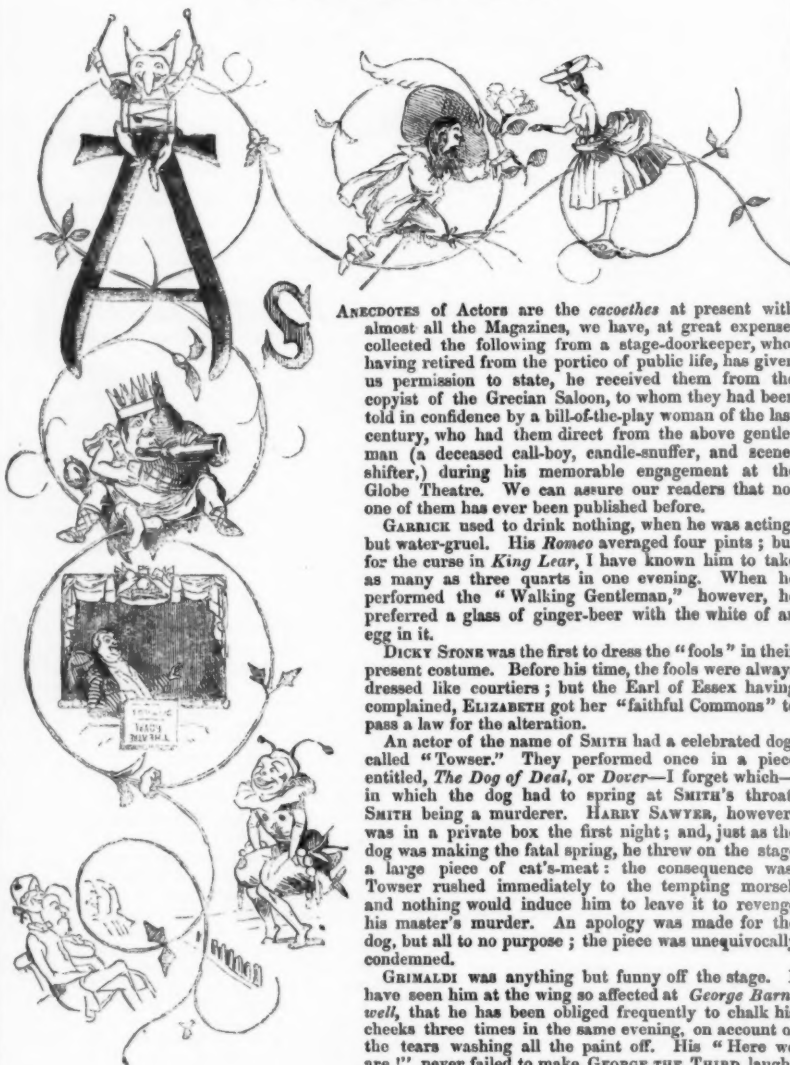 AS
ANECDOTES of Actors are the cacoethes at present with
almost all the Magazines, we have, at great expense
collected the following from a stage-doorkeeper, who
having retired from the portico of public life, has given
us permission to state, he received them from the
copyist of the Grecian Saloon, to whom they had been
told in confidence by a bill-of-the-play woman of the las
century, who had them direct from the above gentle
man (a deceased call-boy, candle-snuffer, and scene
shifter,) during his memorable engagement at the
Globe Theatre. We can assure our readers that no
one of them has ever been published before.
GARRICK used to drink nothing, when he was acting
but water-gruel. His Romeo averaged four pints ; bu
for the curse in King Lear, I have known him to take
as many as three quarts in one evening. When he
performed the “ Walking Gentleman,” however, he
preferred a glass of ginger-beer with the white of an
egg in it.
DICKY STONE was the first to dress the “ fools ” in their
present costume. Before his time, the fools were always
dressed like courtiers ; but the Earl of Essex having
complained, ELIZABETH got her “faithful Commons” to
pass a law for the alteration.
An actor of the name of SMITH had a celebrated dog
called “ Towser.” They performed once in a piece
entitled, The Dog of Deal, or Dover—I forget which—
in which the dog had to spring at SMITH's throat
SMITH being a murderer. HARRY SAWYER, however
was in a private box the first night ; and, just as the
dog was making the fatal spring, he threw on the stage
a large piece of cat's-meat : the consequence was
Towser rushed immediately to the tempting morsel
and nothing would induce him to leave it to revenge
his master's murder. An apology was made for the
dog, but all to no purpose ; the piece was unequivocally
condemned.
GRIMALDI was anything but funny off the stage. I
have seen him at the wing so affected at George Barn
well, that he has been obliged frequently to chalk his
cheeks three times in the same evening, on account of
the tears washing all the paint off. His “ Here we
are !” never failed to make GEORGE THE THIRD laugh
THEATRE
ROYAL